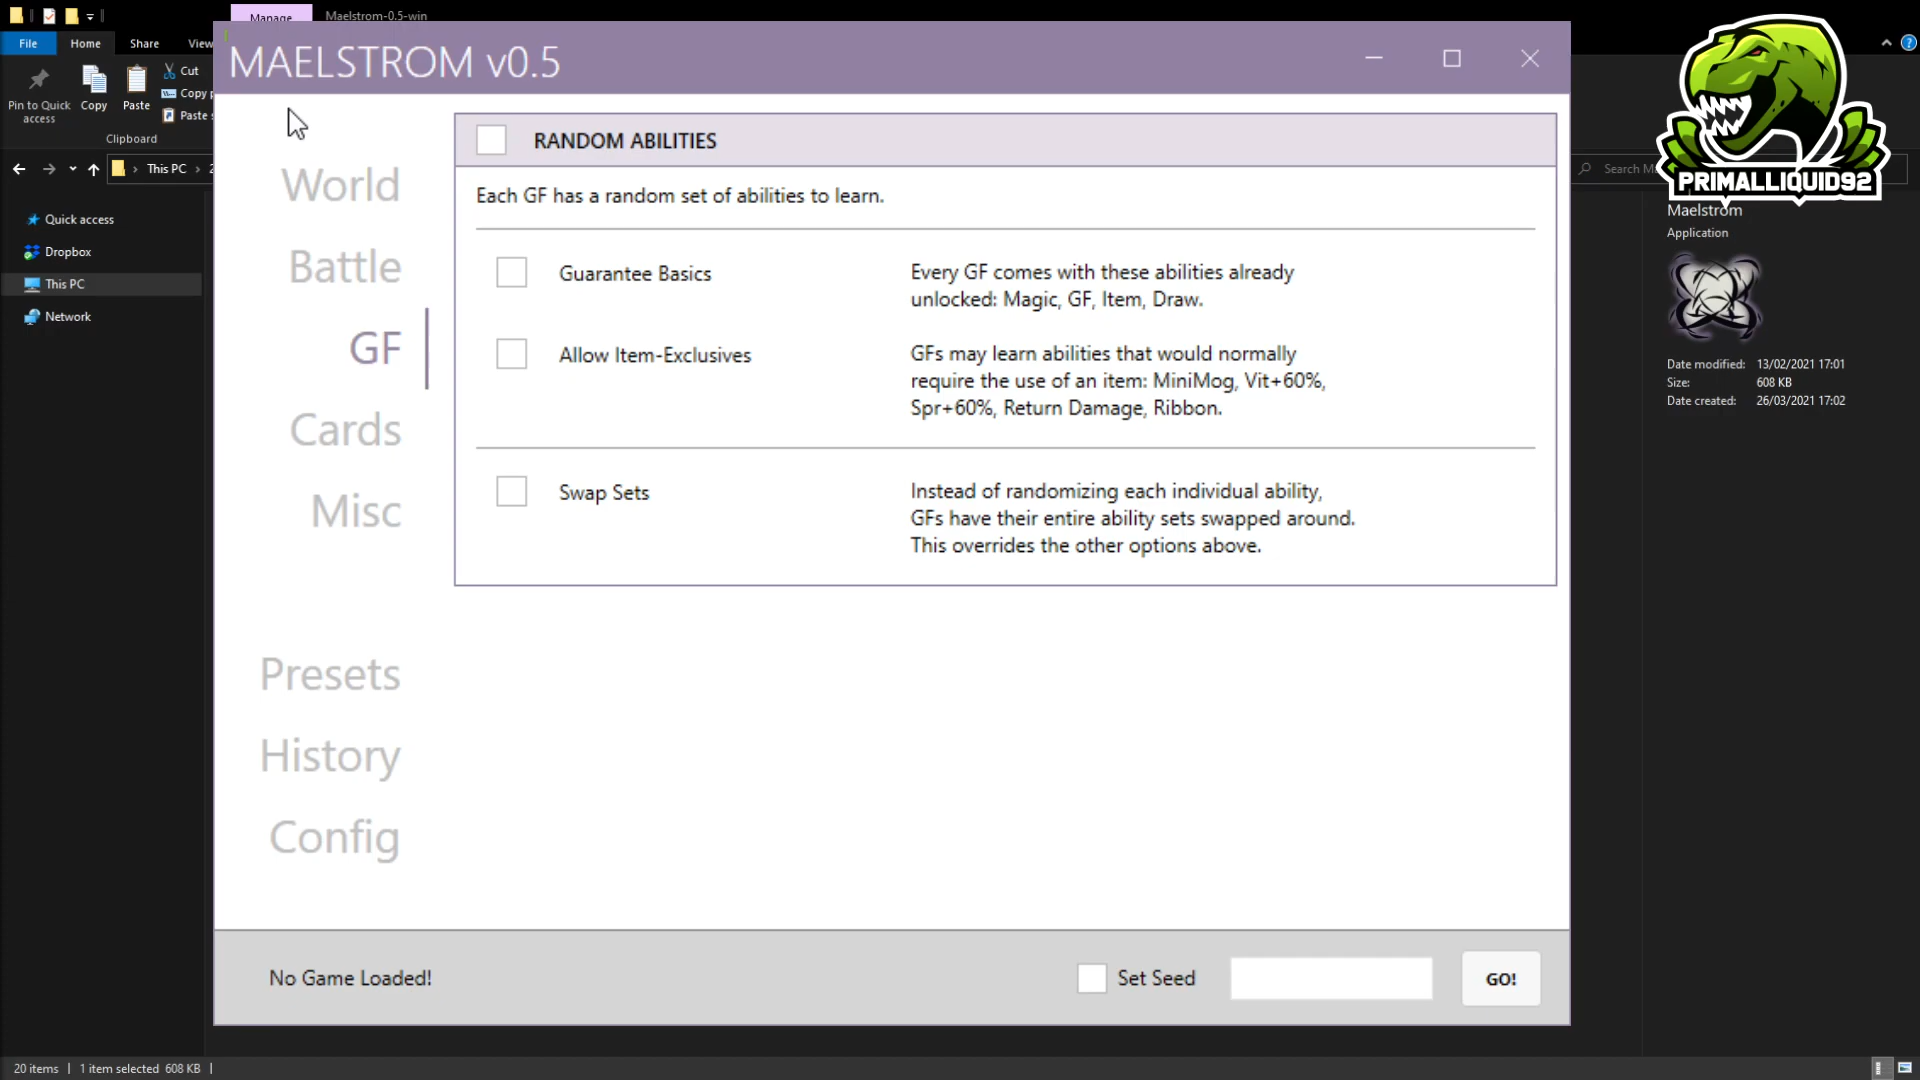 Manage
Maelstrom-0.5-win
File
Home
Share
View
MAELSTROM v0.5
Pin to Quick
access
Copy
Paste
Cut
Copy p
Paste s
Clipboard
This PC
2
Search Ma
PRIMALLIQUID92
Quick access
Dropbox
This PC
Network
World
Battle
GF
Cards
Misc
Presets
History
Config
RANDOM ABILITIES
Each GF has a random set of abilities to learn.
Guarantee Basics
Every GF comes with these abilities already
unlocked: Magic, GF, Item, Draw.
Allow Item-Exclusives
GFs may learn abilities that would normally
require the use of an item: MiniMog, Vit+60%,
Spr+60%, Return Damage, Ribbon.
Swap Sets
Instead of randomizing each individual ability,
GFs have their entire ability sets swapped around.
This overrides the other options above.
Maelstrom
Application
Date modified: 13/02/2021 17:01
Size: 608 KB
Date created: 26/03/2021 17:02
No Game Loaded!
Set Seed
GO!
20 items
1 item selected 608 KB